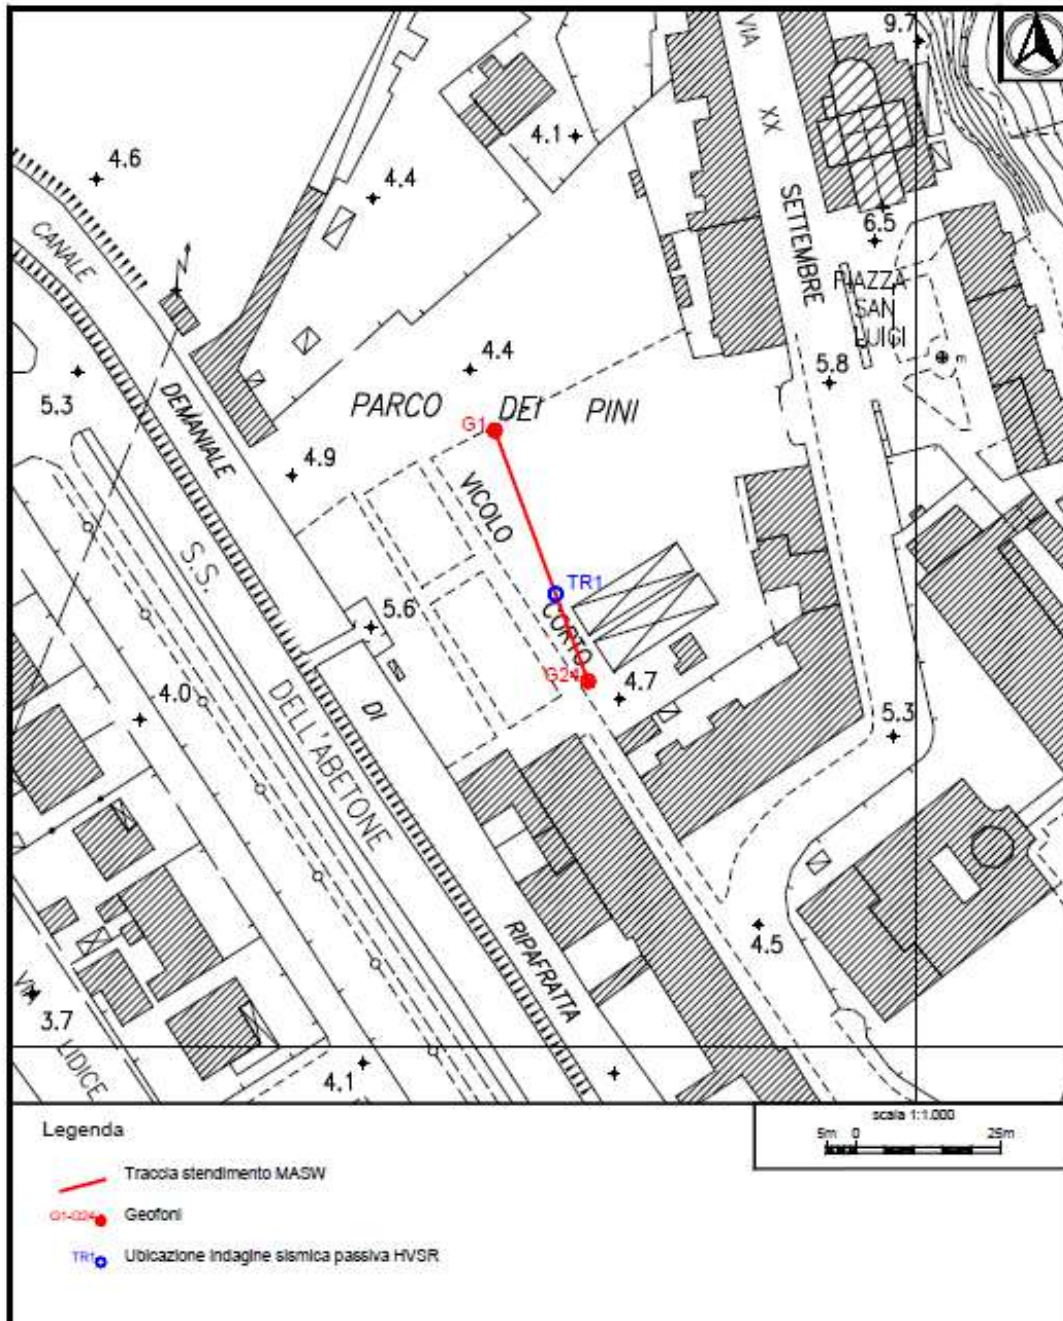 9.7
VIA
XX
SETTEMBRE
4.1
4.6
4.4
6.5
CANALE
PIAZZA
SAN
LUIGI
m
4.4
5.8
5.3
DEMANIALE
PARCO DEI PINI
G1
4.9
VICOLO
CORTO
S.S.
DELL'ABETONE
TR1
5.6
DI
G24
4.7
4.0
5.3
RIPAFRATTA
4.5
VIA
LIDICE
3.7
4.1
Legenda
scala 1:1.000
5m 0 25m
Traccia stendimento MASW
G1-G24 Geofoni
TR1 Ubicazione indagine sismica passiva HVSR